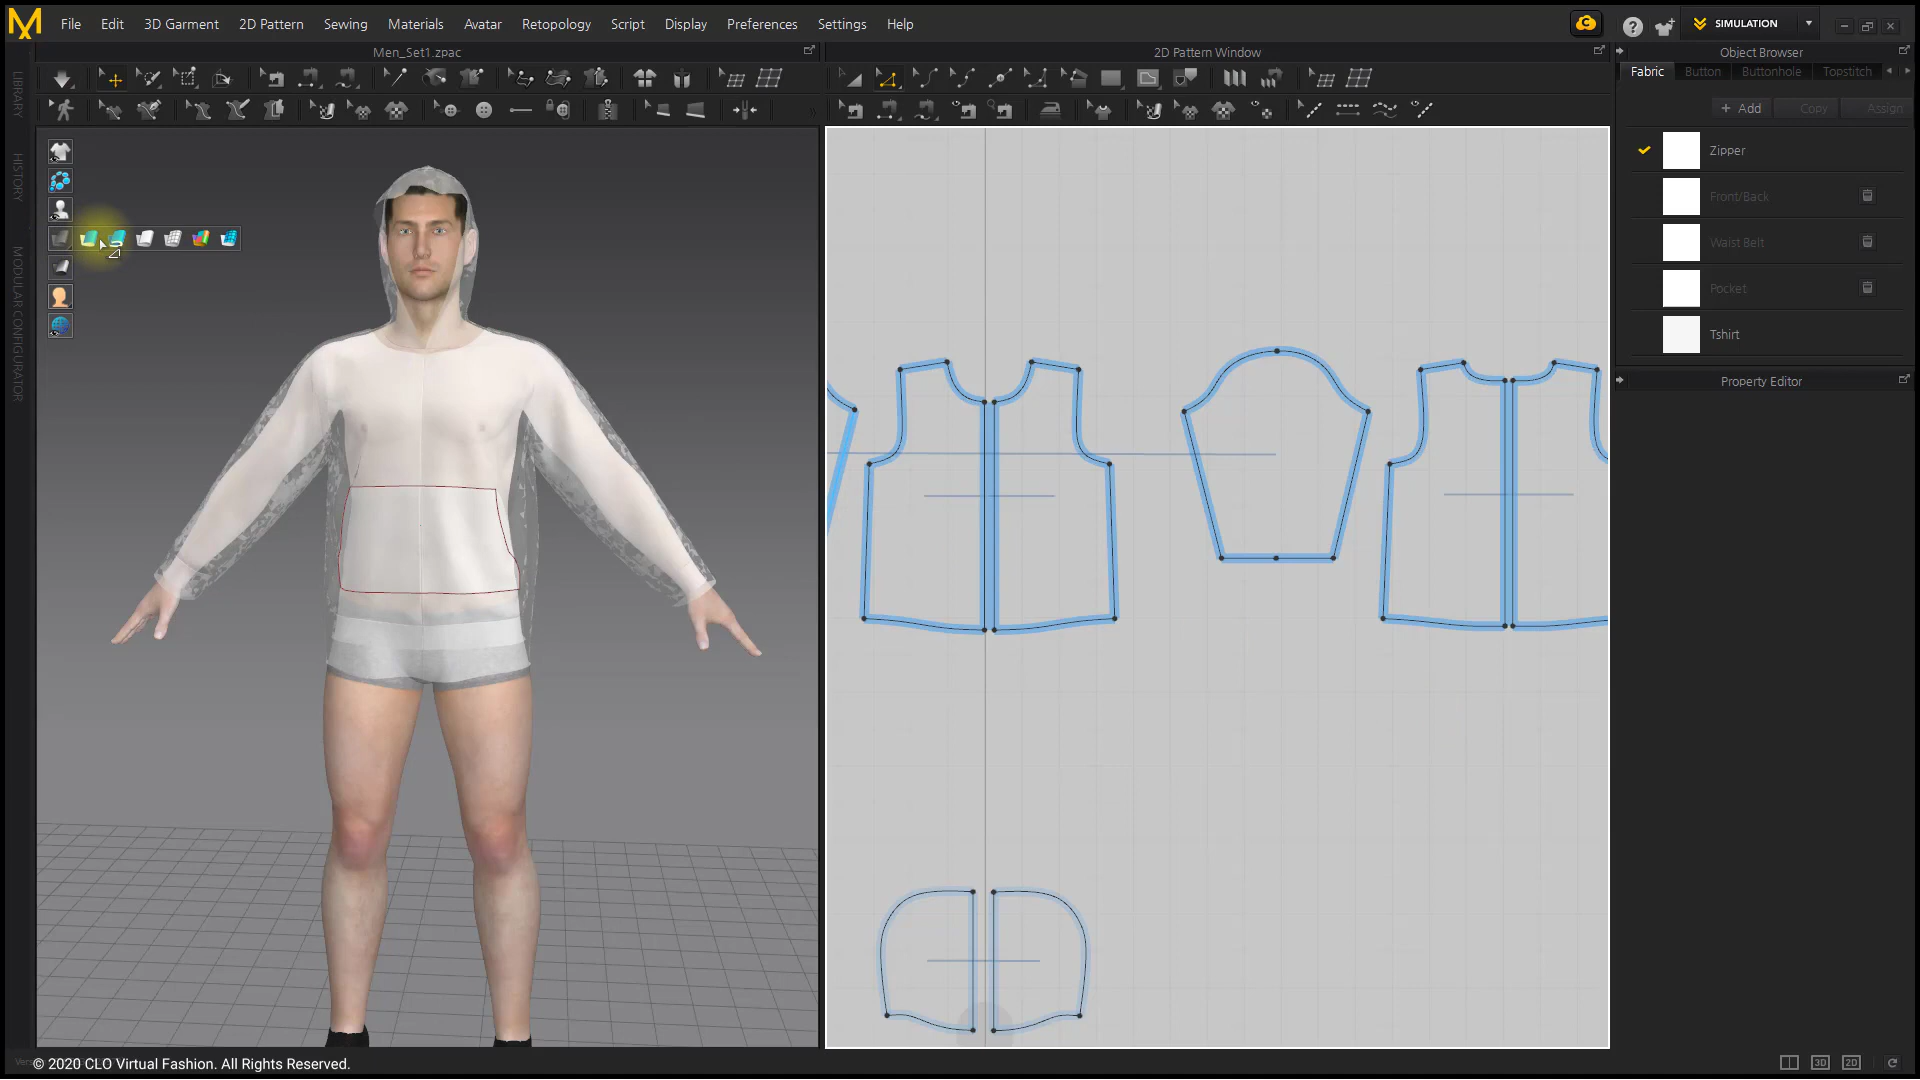 File Edit 3D Garment 2D Pattern Sewing Materials Avatar Retopology Script Display Preferences Settings Help
SIMULATION
Men_Set1.zpac
2D Pattern Window
Object Browser
Fabric Button Buttonhole Topstitch
+ Add Copy Assign
Zipper
Front/Back
Waist Belt
Pocket
Tshirt
Property Editor
LIBRARY
HISTORY
MODULAR CONFIGURATOR
© 2020 CLO Virtual Fashion. All Rights Reserved.
3D 2D